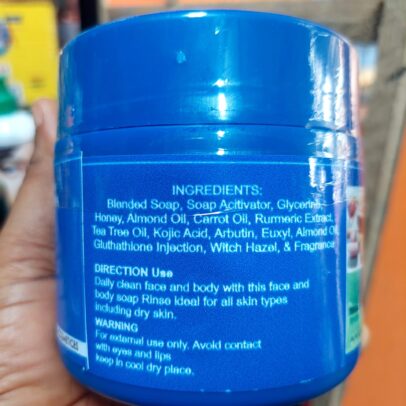 INGREDIENTS:
Blended Soap, Soap Acitivator, Glycerine,
Honey, Almond Oil, Carrot Oil, Rumeric Extract,
Tea Tree Oil, Kojic Acid, Arbutin, Euxyl, Almond Oil,
Gluthathione Injection, Witch Hazel, & Fragrance
DIRECTION Use
Daily clean face and body with this face and
body soap Rinse Ideal for all skin types
including dry skin.
WARNING
For external use only. Avoid contact
with eyes and lips
keep in cool dry place.